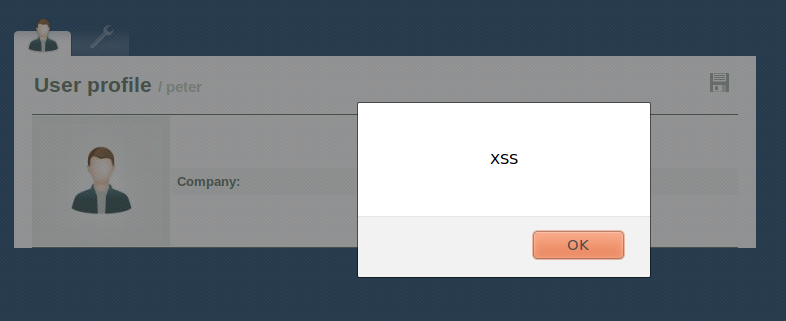 User profile / peter
XSS
Company:
OK